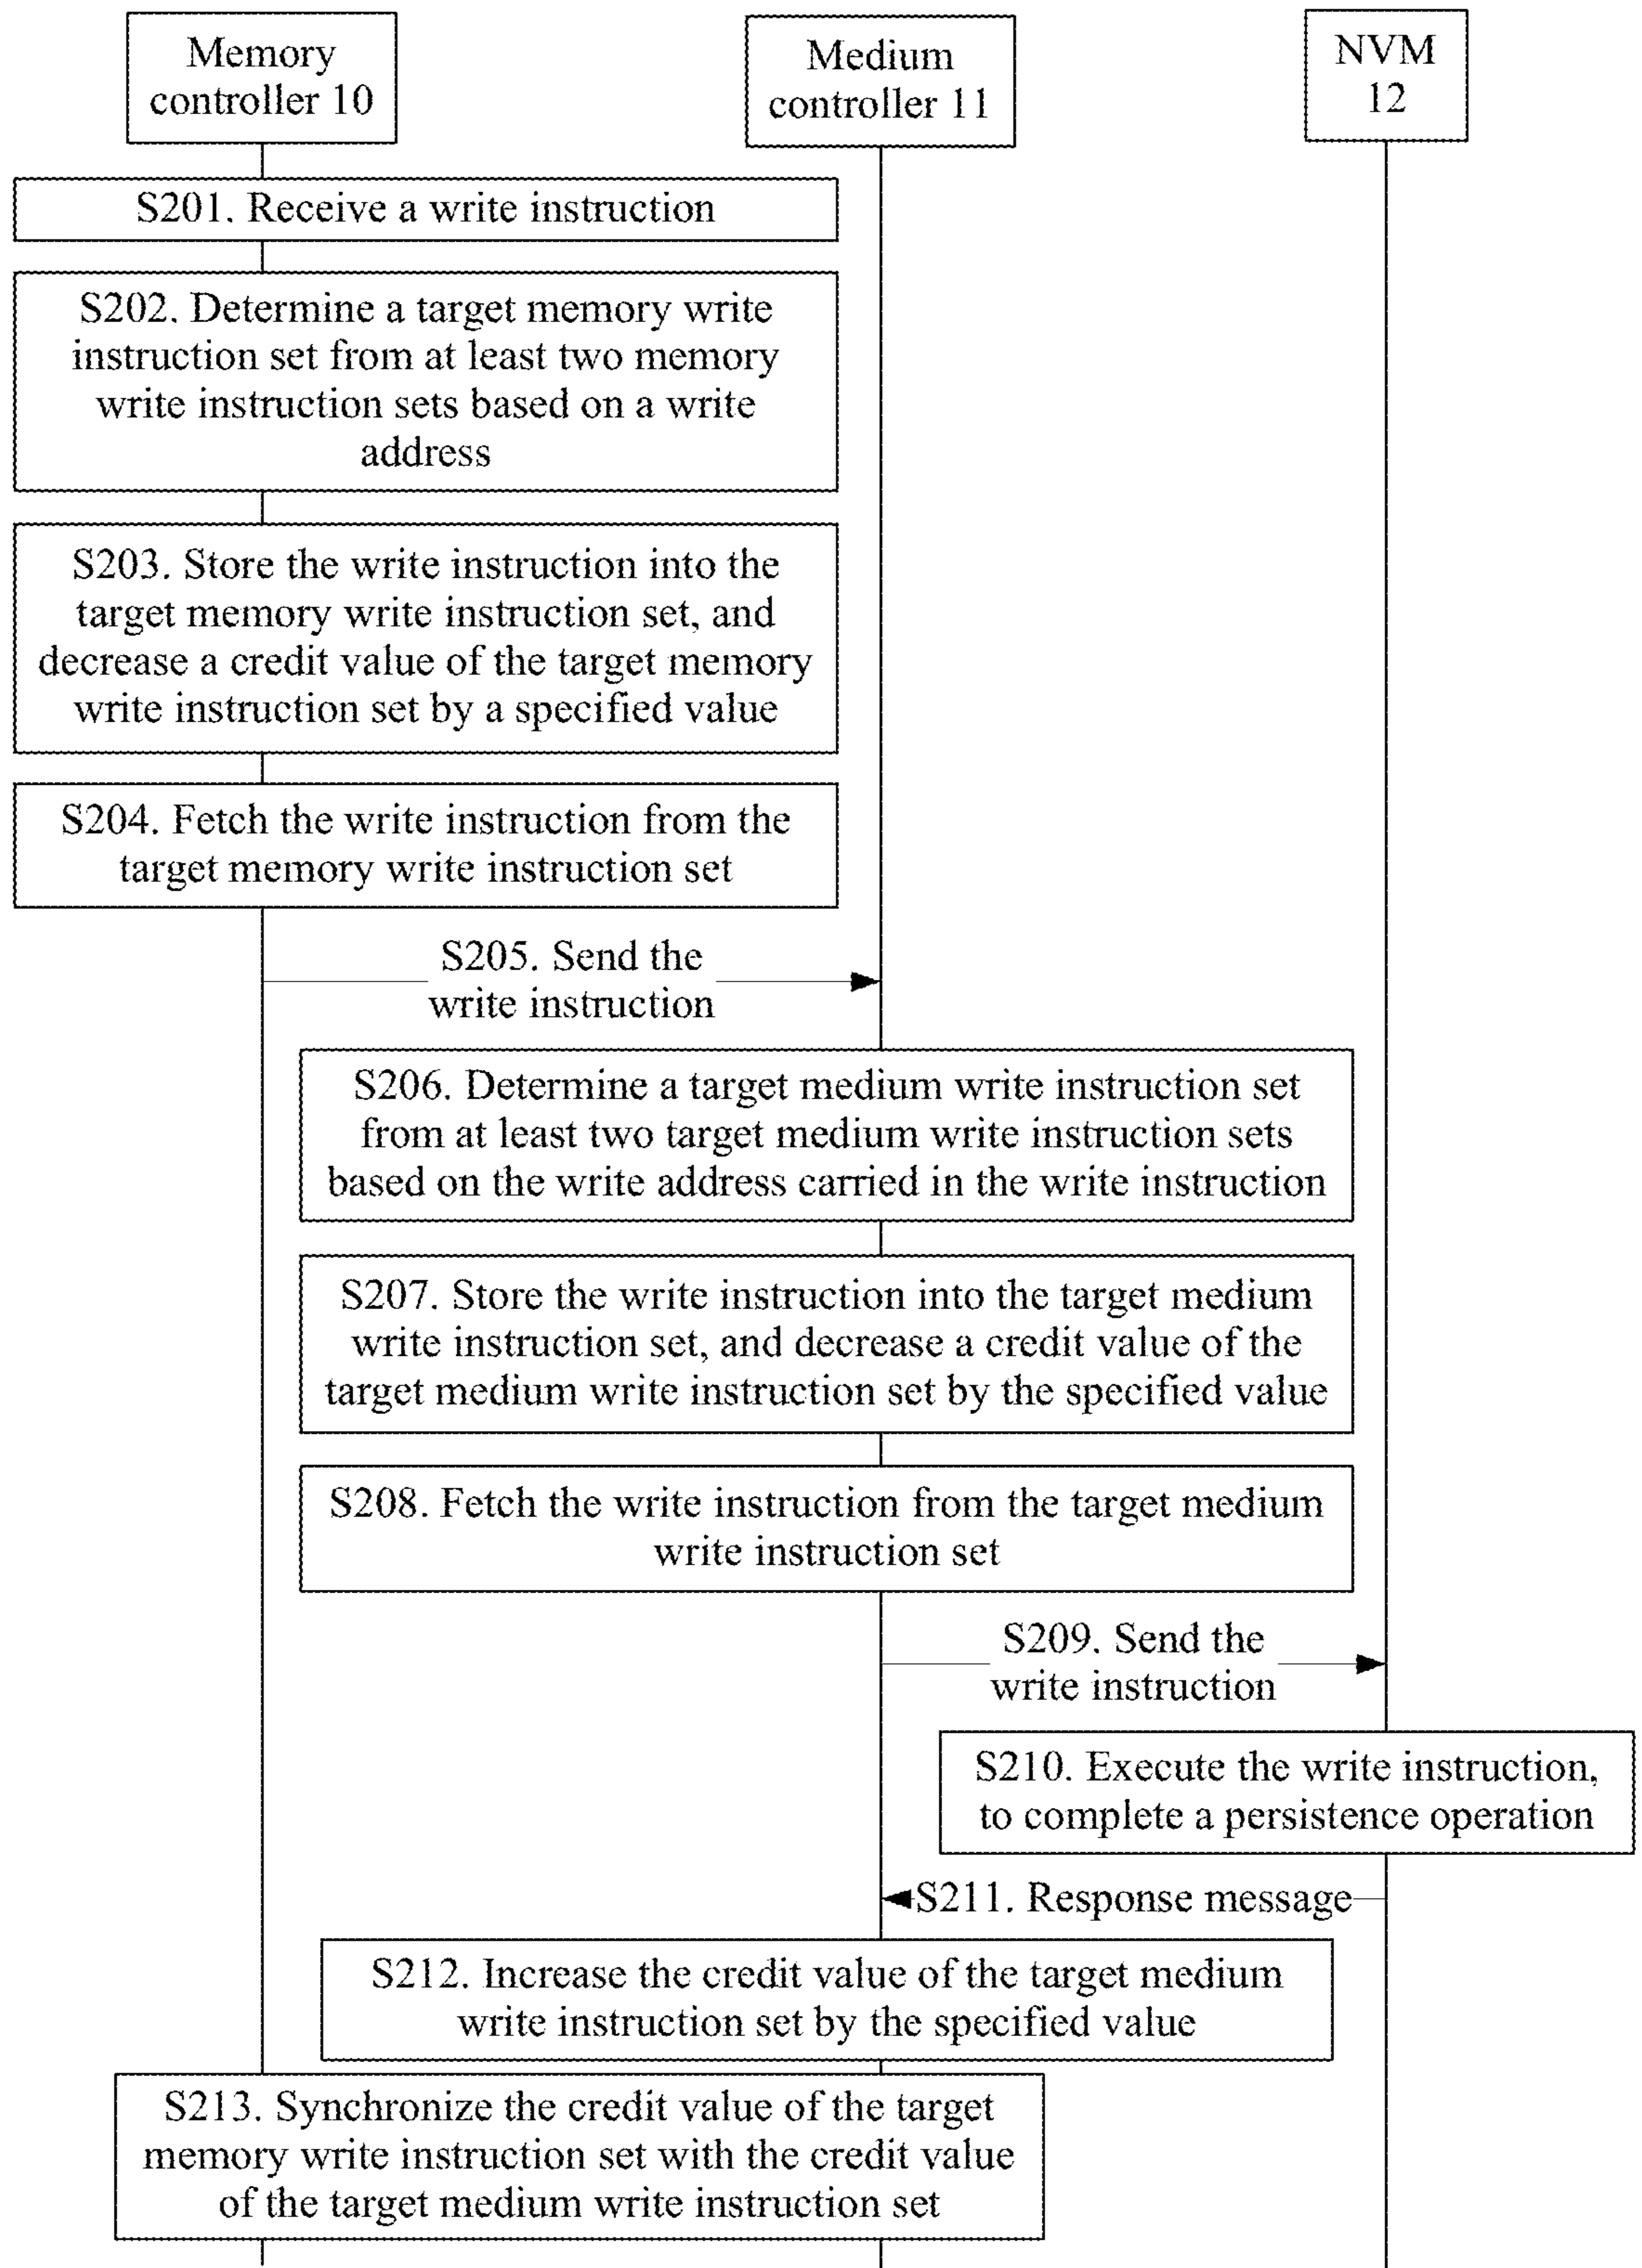 Memory
controller 10
Medium
controller 11
NVM
12
S201. Receive a write instruction
S202. Determine a target memory write
instruction set from at least two memory
write instruction sets based on a write
address
S203. Store the write instruction into the
target memory write instruction set, and
decrease a credit value of the target memory
write instruction set by a specified value
S204. Fetch the write instruction from the
target memory write instruction set
S205. Send the
write instruction
S206. Determine a target medium write instruction set
from at least two target medium write instruction sets
based on the write address carried in the write instruction
S207. Store the write instruction into the target medium
write instruction set, and decrease a credit value of the
target medium write instruction set by the specified value
S208. Fetch the write instruction from the target medium
write instruction set
S209. Send the
write instruction
S210. Execute the write instruction,
to complete a persistence operation
S211. Response message
S212. Increase the credit value of the target medium
write instruction set by the specified value
S213. Synchronize the credit value of the target
memory write instruction set with the credit value
of the target medium write instruction set